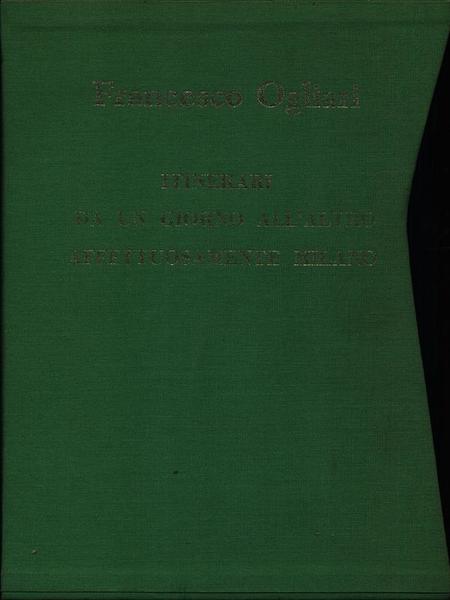 Francesco Ogliari
ITINERARI
DA UN GIORNO ALL'ALTRO
AFFETTUOSAMENTE MILANO